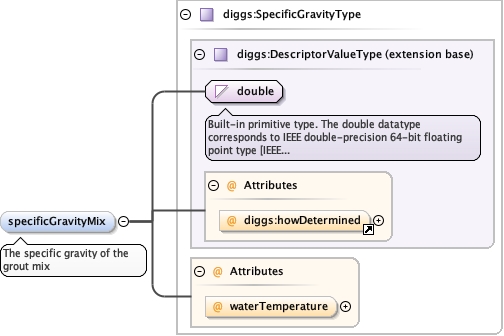 diggs:SpecificGravityType
diggs:DescriptorValueType (extension base)
double
Built-in primitive type. The double datatype
corresponds to IEEE double-precision 64-bit floating
point type [IEEE...
@ Attributes
@ diggs:howDetermined
specificGravityMix
The specific gravity of the
grout mix
@ Attributes
@ waterTemperature